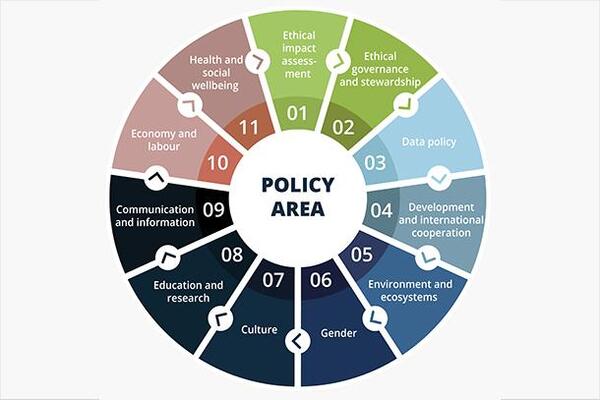 POLICY
AREA
Ethical
impact
assess-
ment
01
Ethical
governance
and stewardship
02
Data policy
03
Development
and international
cooperation
04
Environment and
ecosystems
05
Gender
06
Culture
07
Education and
research
08
Communication
and information
09
Economy and
labour
10
Health and
social
wellbeing
11